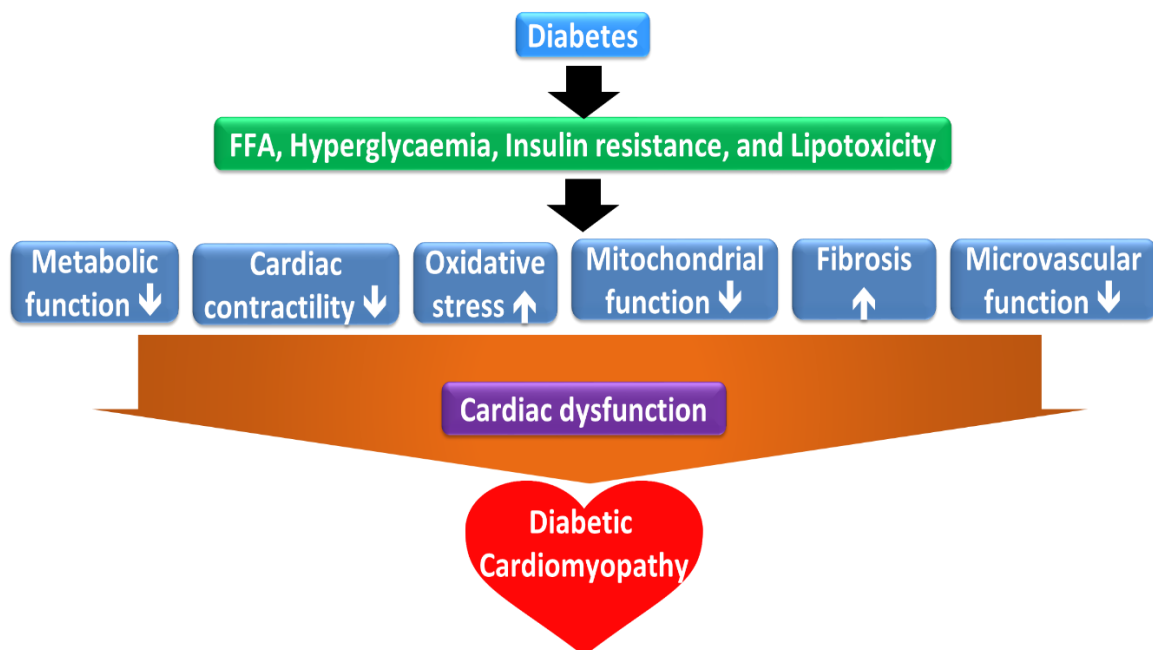 Diabetes
FFA, Hyperglycaemia, Insulin resistance, and Lipotoxicity
Metabolic
function ↓
Cardiac
contractility ↓
Oxidative
stress ↑
Mitochondrial
function ↓
Fibrosis
↑
Microvascular
function ↓
Cardiac dysfunction
Diabetic
Cardiomyopathy